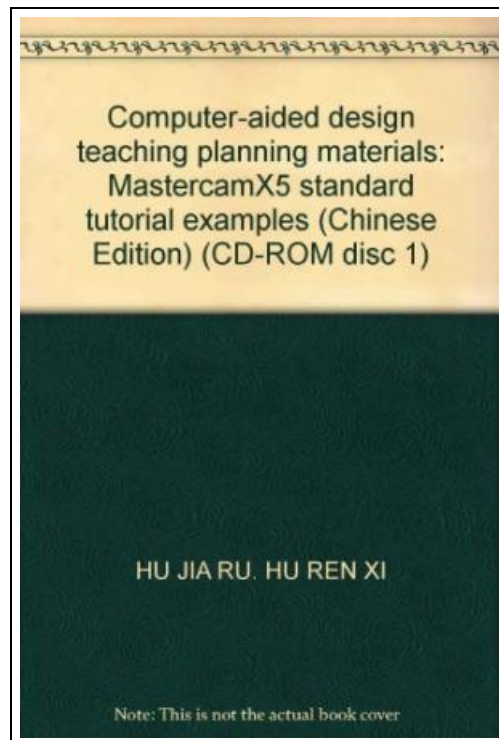 Computer-aided design
teaching planning materials:
MastercamX5 standard
tutorial examples (Chinese
Edition) (CD-ROM disc 1)
HU JIA RU. HU REN XI
Note: This is not the actual book cover